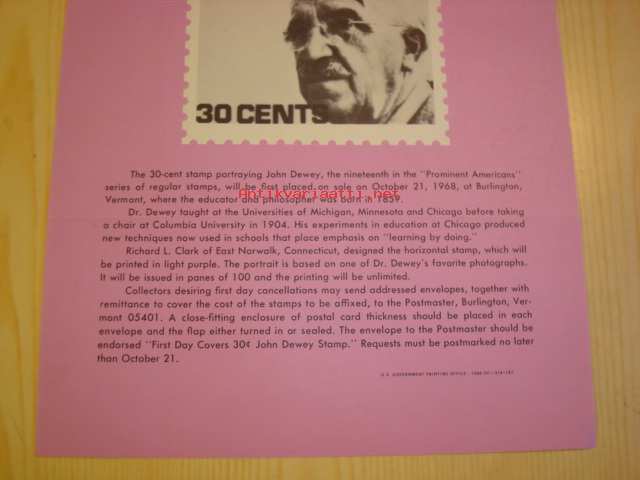 30 CENTS
The 30-cent stamp portraying John Dewey, the nineteenth in the "Prominent Americans"
series of regular stamps, will be first placed on sale on October 21, 1968, at Burlington,
Antikvariaatti.net
Vermont, where the educator and philosopher was born in 1859.
Dr. Dewey taught at the Universities of Michigan, Minnesota and Chicago before taking
a chair at Columbia University in 1904. His experiments in education at Chicago produced
new techniques now used in schools that place emphasis on "learning by doing."
Richard L. Clark of East Norwalk, Connecticut, designed the horizontal stamp, which will
be printed in light purple. The portrait is based on one of Dr. Dewey's favorite photographs.
It will be issued in panes of 100 and the printing will be unlimited.
Collectors desiring first day cancellations may send addressed envelopes, together with
remittance to cover the cost of the stamps to be affixed, to the Postmaster, Burlington, Ver-
mont 05401. A close-fitting enclosure of postal card thickness should be placed in each
envelope and the flap either turned in or sealed. The envelope to the Postmaster should be
endorsed "First Day Covers 30¢ John Dewey Stamp." Requests must be postmarked no later
than October 21.
U.S. GOVERNMENT PRINTING OFFICE